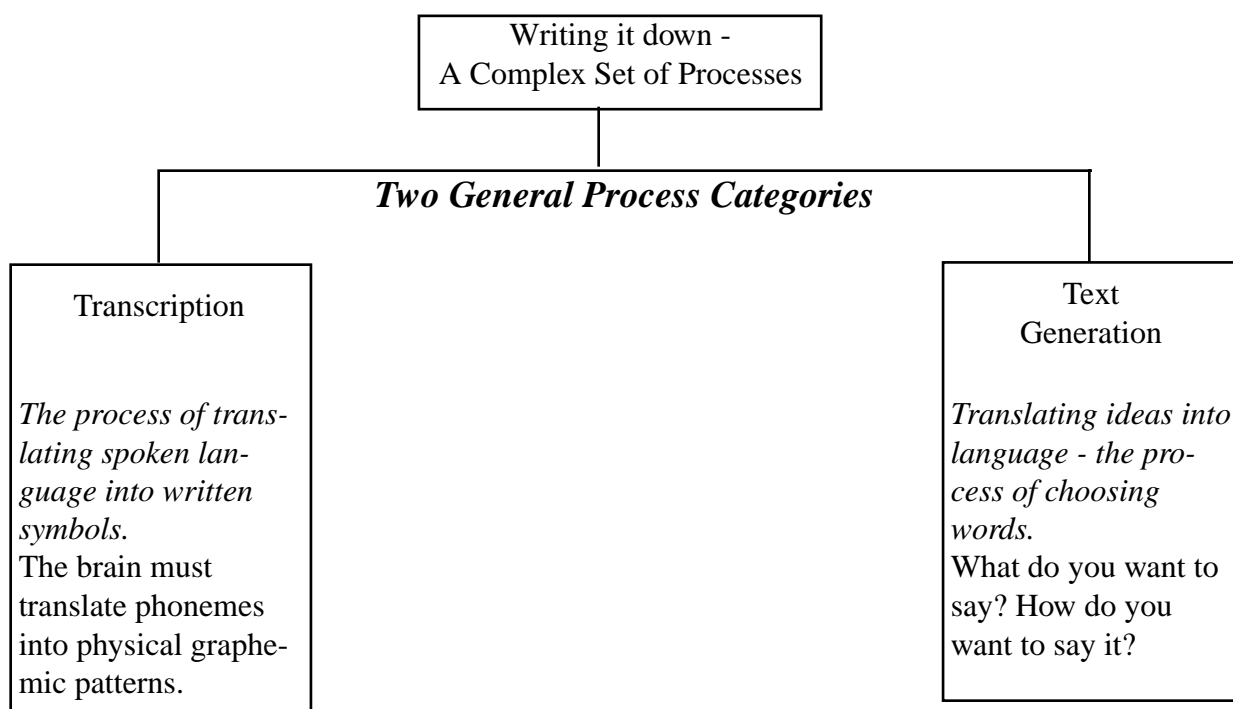 Writing it down -
A Complex Set of Processes
Two General Process Categories
Transcription
The process of trans-
lating spoken lan-
guage into written
symbols.
The brain must
translate phonemes
into physical graphe-
mic patterns.
Text
Generation
Translating ideas into
language - the pro-
cess of choosing
words.
What do you want to
say? How do you
want to say it?